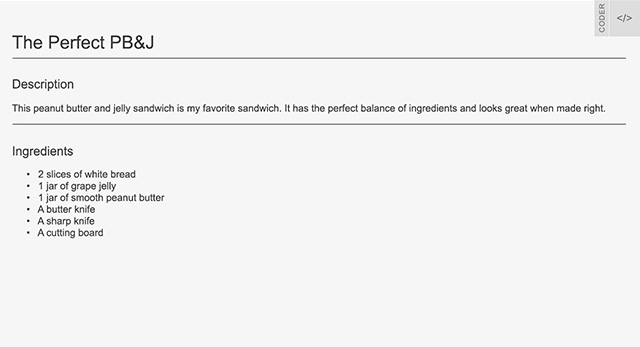 CODER
</>
The Perfect PB&J
Description
This peanut butter and jelly sandwich is my favorite sandwich. It has the perfect balance of ingredients and looks great when made right.
Ingredients
• 2 slices of white bread
• 1 jar of grape jelly
• 1 jar of smooth peanut butter
• A butter knife
• A sharp knife
• A cutting board